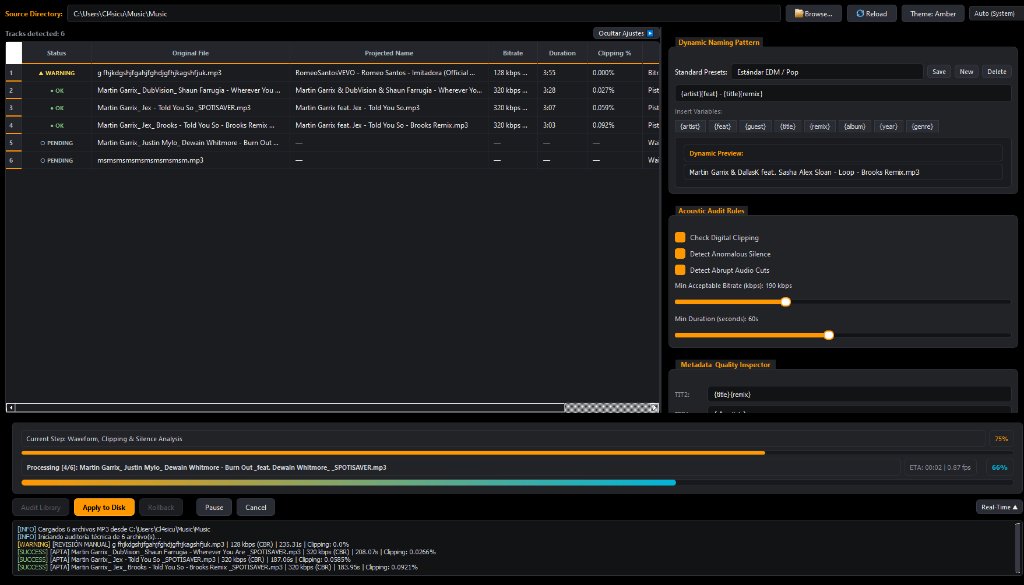 Source Directory: C:\Users\Cl4sicu\Music\Music Browse... Reload Theme: Amber Auto (System)
Tracks detected: 6 Ocultar Ajustes
Status Original File Projected Name Bitrate Duration Clipping %
1 WARNING g fhjkdgshjfgahjfghdjgfhjkagshfjuk.mp3 RomeoSantosVEVO - Romeo Santos - Imitadora (Official ... 128 kbps ... 3:55 0.000%
2 OK Martin Garrix_ DubVision_ Shaun Farrugia - Wherever You ... Martin Garrix & DubVision & Shaun Farrugia - Wherever Yo... 320 kbps ... 3:28 0.027% Pist
3 OK Martin Garrix_ Jex - Told You So _SPOTISAVER.mp3 Martin Garrix feat. Jex - Told You So.mp3 320 kbps ... 3:07 0.059% Pist
4 OK Martin Garrix_ Jex_ Brooks - Told You So - Brooks Remix ... Martin Garrix feat. Jex - Told You So - Brooks Remix.mp3 320 kbps ... 3:03 0.092% Pist
5 PENDING Martin Garrix_ Justin Mylo_ Dewain Whitmore - Burn Out ... — — — — Wai
6 PENDING msmsmsmsmsmsmsmsmsm.mp3 — — — — Wai
Dynamic Naming Pattern
Standard Presets: Estándar EDM / Pop Save New Delete
{artist}{feat} - {title}{remix}
Insert Variables:
{artist} {feat} {guest} {title} {remix} {album} {year} {genre}
Dynamic Preview:
Martin Garrix & DallasK feat. Sasha Alex Sloan - Loop - Brooks Remix.mp3
Acoustic Audit Rules
Check Digital Clipping
Detect Anomalous Silence
Detect Abrupt Audio Cuts
Min Acceptable Bitrate (kbps): 190 kbps
Min Duration (seconds): 60s
Metadata Quality Inspector
TIT2: {title}{remix}
Current Step: Waveform, Clipping & Silence Analysis 75%
Processing [4/6]: Martin Garrix_ Justin Mylo_ Dewain Whitmore - Burn Out _feat. Dewain Whitmore_ _SPOTISAVER.mp3 ETA: 00:02 | 0.87 fps 66%
Audit Library Apply to Disk Rollback Pause Cancel Real-Time
[INFO] Cargados 6 archivos MP3 desde C:\Users\Cl4sicu\Music\Music
[INFO] Iniciando auditoría técnica de 6 archivo(s)...
[WARNING] [REVISIÓN MANUAL] g fhjkdgshjfgahjfghdjgfhjkagshfjuk.mp3 | 128 kbps (CBR) | 235.31s | Clipping: 0.0%
[SUCCESS] [APTA] Martin Garrix_ DubVision_ Shaun Farrugia - Wherever You Are _SPOTISAVER.mp3 | 320 kbps (CBR) | 208.07s | Clipping: 0.0266%
[SUCCESS] [APTA] Martin Garrix_ Jex - Told You So _SPOTISAVER.mp3 | 320 kbps (CBR) | 187.06s | Clipping: 0.0585%
[SUCCESS] [APTA] Martin Garrix_ Jex_ Brooks - Told You So - Brooks Remix _SPOTISAVER.mp3 | 320 kbps (CBR) | 183.95s | Clipping: 0.0921%